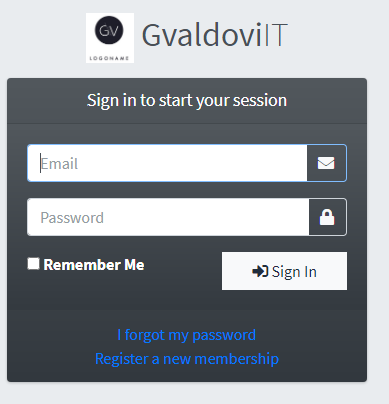 GV
LOGONAME
GvaldoviIT
Sign in to start your session
Email
Password
Remember Me
Sign In
I forgot my password
Register a new membership